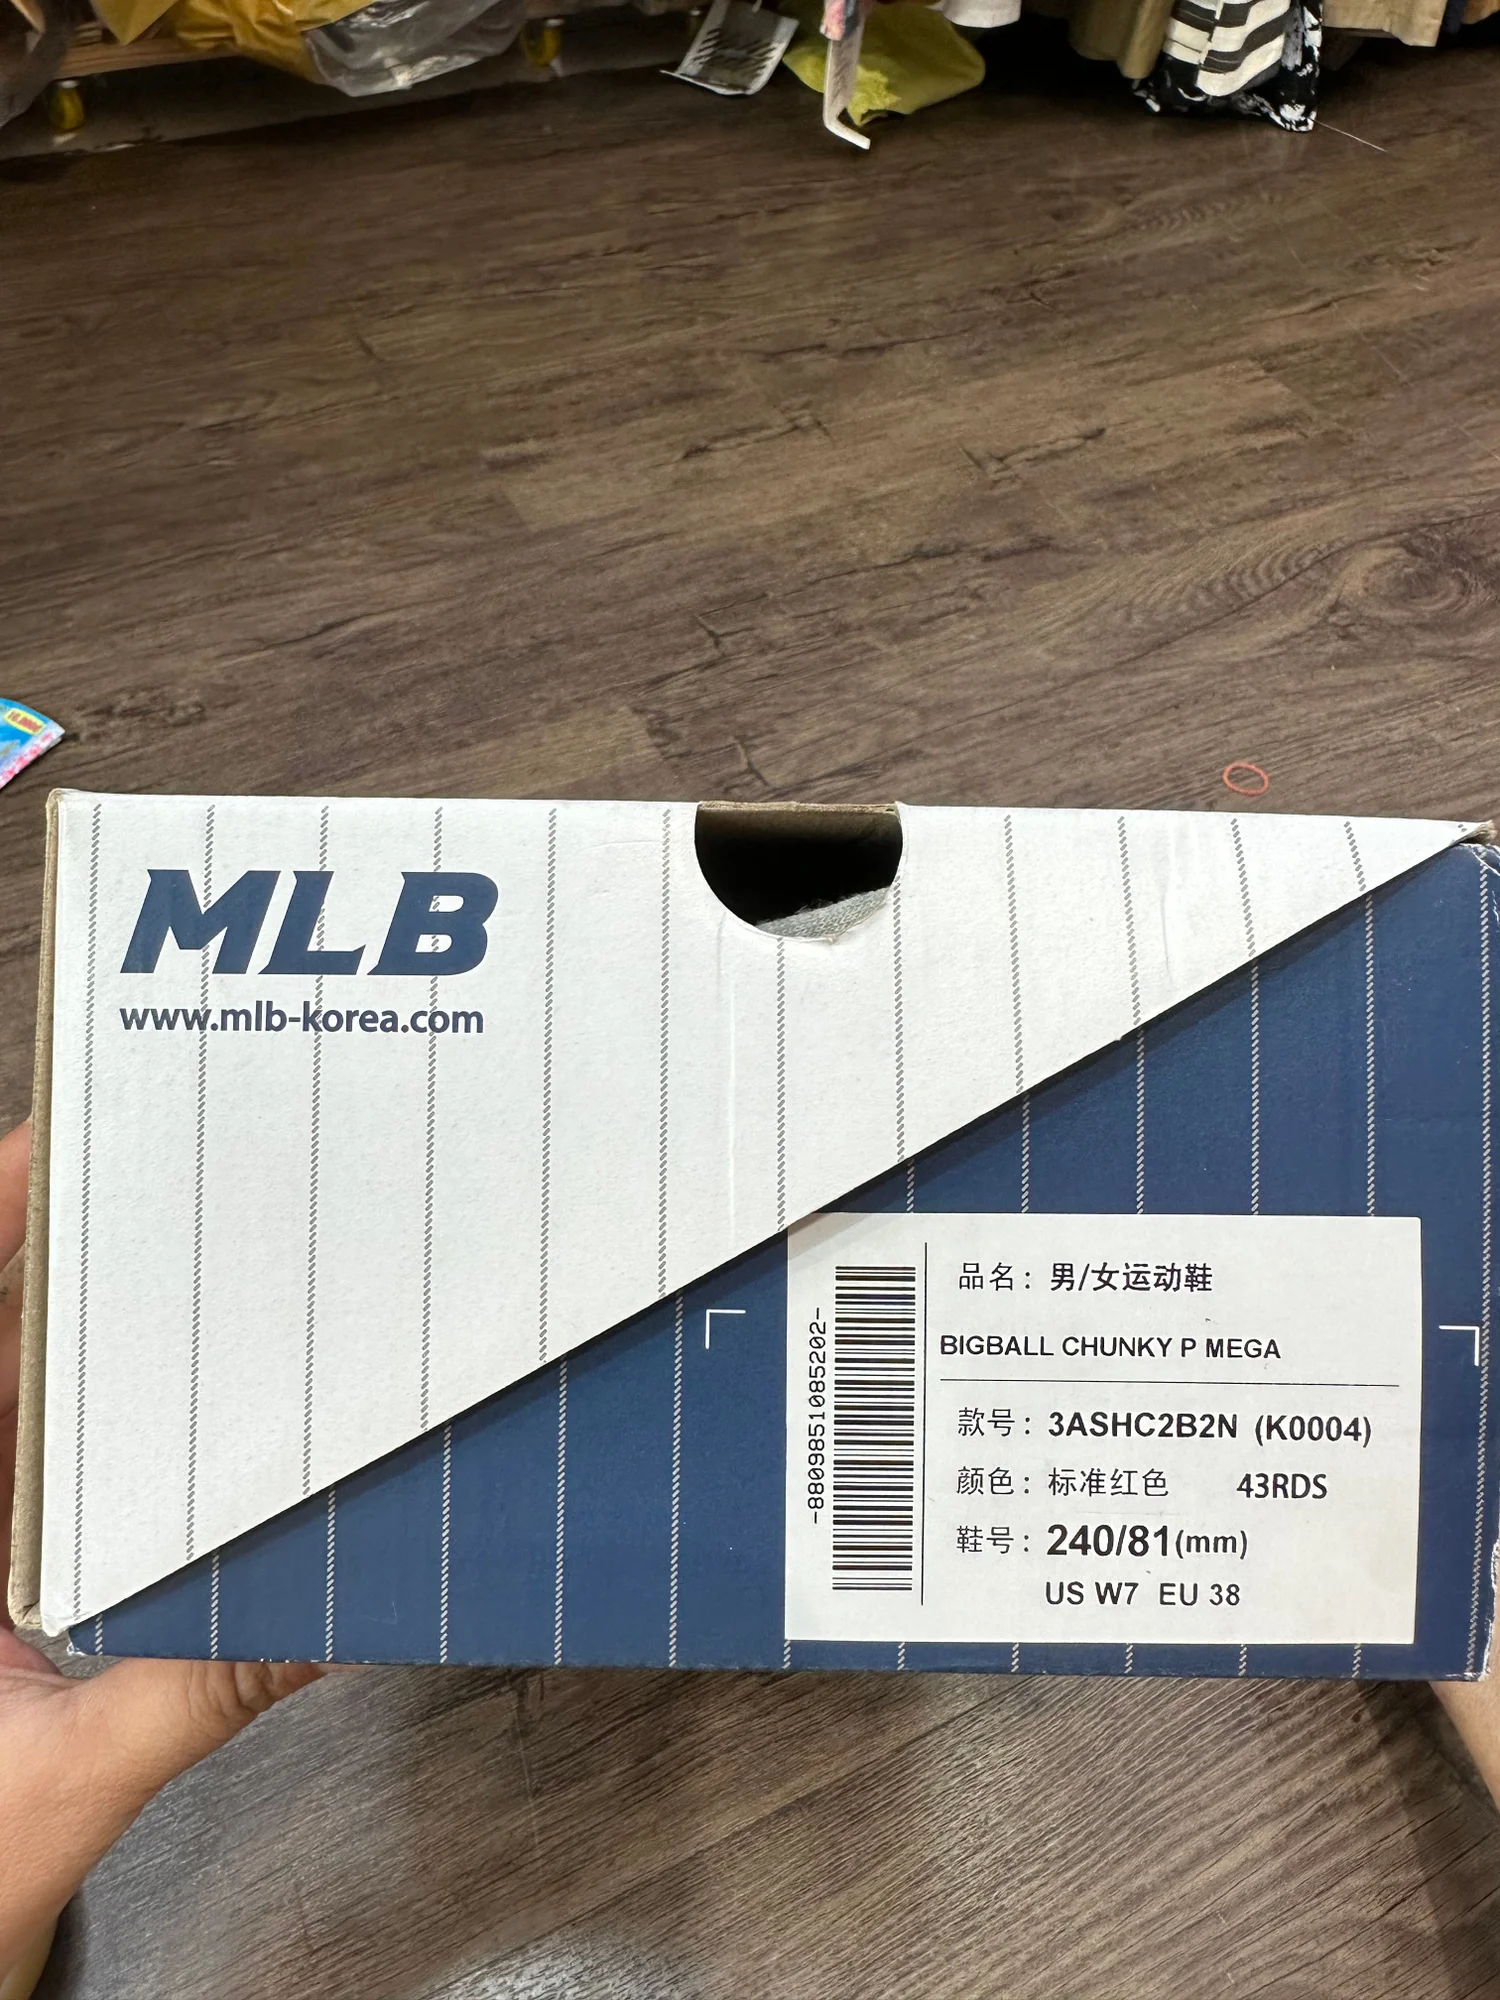 MLB
www.mlb-korea.com
-8809851085202-
品名：男/女运动鞋
BIGBALL CHUNKY P MEGA
款号：3ASHC2B2N (K0004)
颜色：标准红色 43RDS
鞋号：240/81(mm)
US W7 EU 38